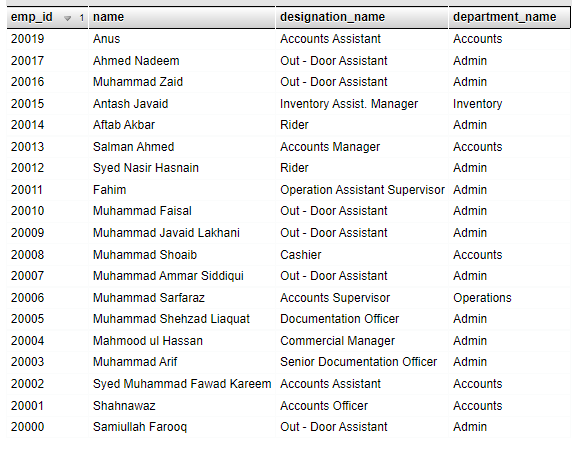 emp_id 1 name designation_name department_name
20019 Anus Accounts Assistant Accounts
20017 Ahmed Nadeem Out - Door Assistant Admin
20016 Muhammad Zaid Out - Door Assistant Admin
20015 Antash Javaid Inventory Assist. Manager Inventory
20014 Aftab Akbar Rider Admin
20013 Salman Ahmed Accounts Manager Accounts
20012 Syed Nasir Hasnain Rider Admin
20011 Fahim Operation Assistant Supervisor Admin
20010 Muhammad Faisal Out - Door Assistant Admin
20009 Muhammad Javaid Lakhani Out - Door Assistant Admin
20008 Muhammad Shoaib Cashier Accounts
20007 Muhammad Ammar Siddiqui Out - Door Assistant Admin
20006 Muhammad Sarfaraz Accounts Supervisor Operations
20005 Muhammad Shehzad Liaquat Documentation Officer Admin
20004 Mahmood ul Hassan Commercial Manager Admin
20003 Muhammad Arif Senior Documentation Officer Admin
20002 Syed Muhammad Fawad Kareem Accounts Assistant Accounts
20001 Shahnawaz Accounts Officer Accounts
20000 Samiullah Farooq Out - Door Assistant Admin